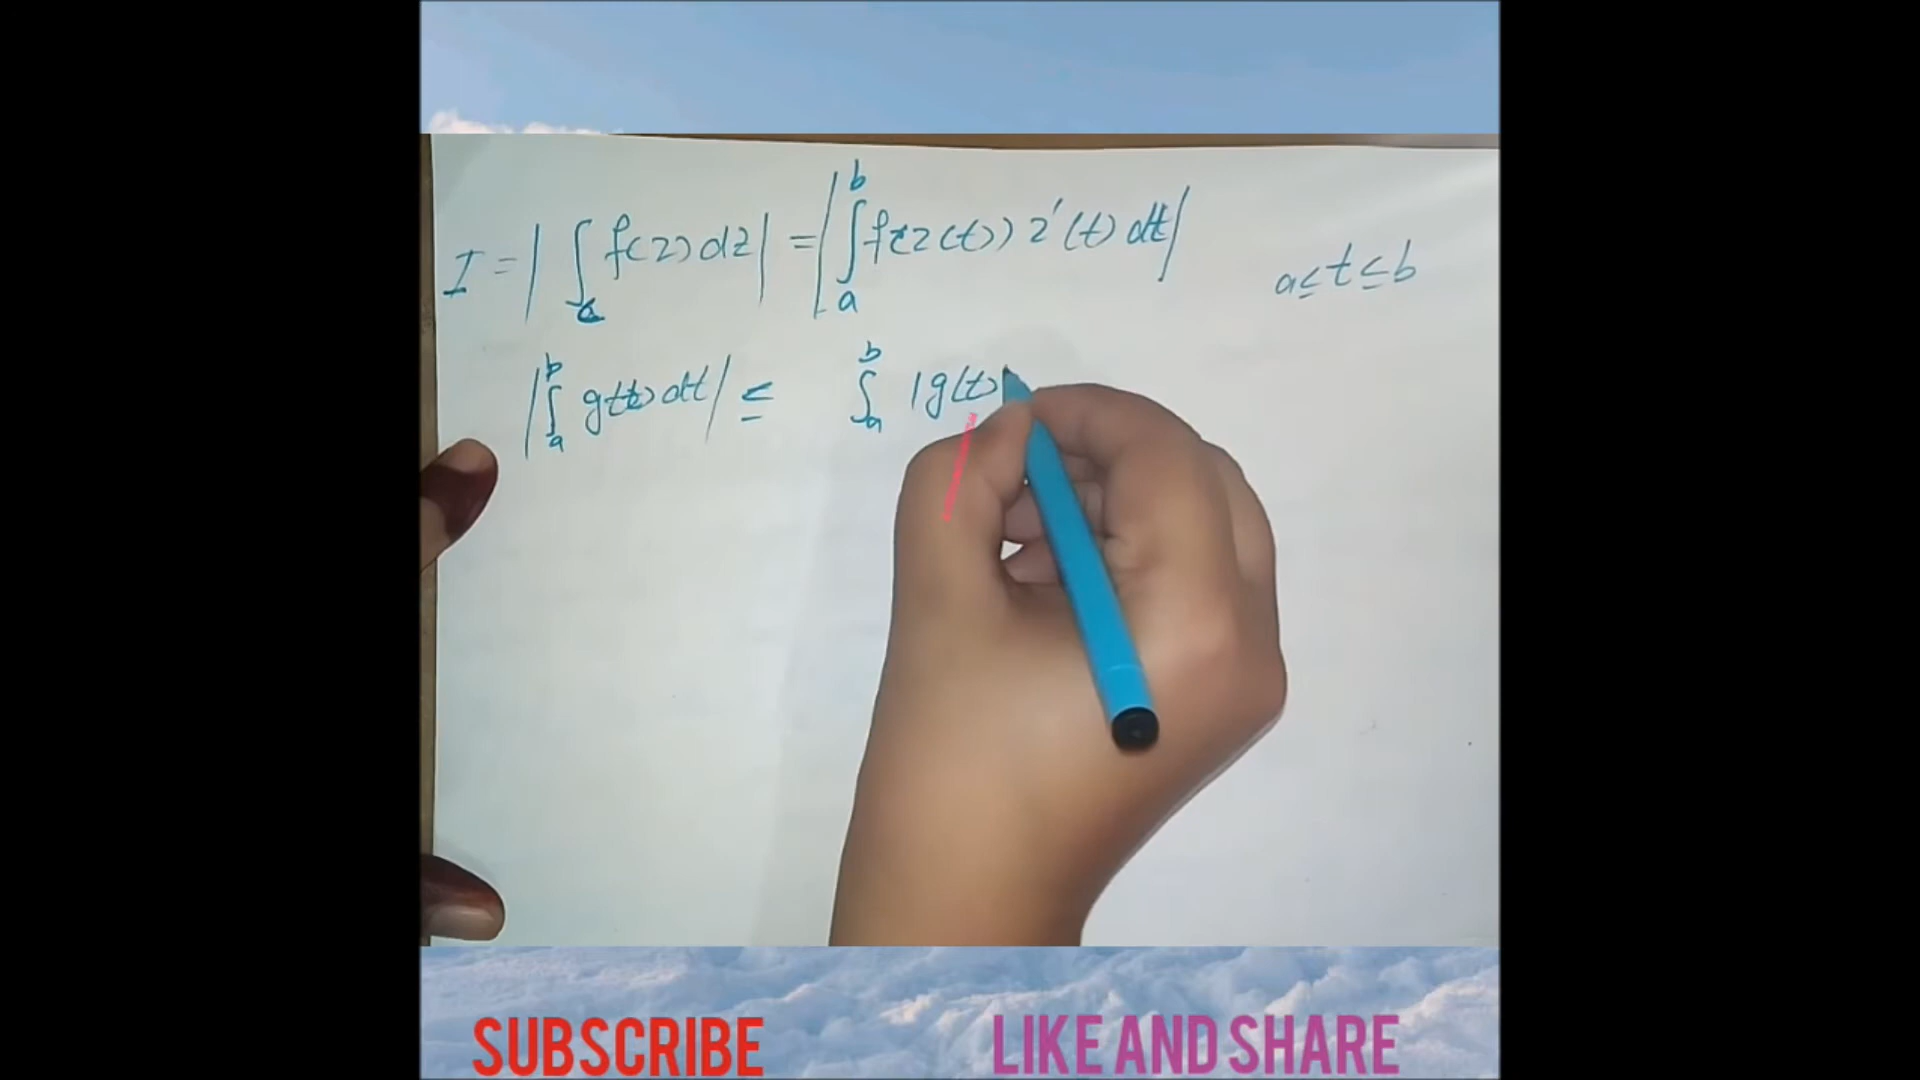 I = | ∫_c f(z) dz | = | ∫_a^b f(z(t)) z'(t) dt | a ≤ t ≤ b
| ∫_a^b g(t) dt | ≤ ∫_a^b |g(t)
SUBSCRIBE LIKE AND SHARE